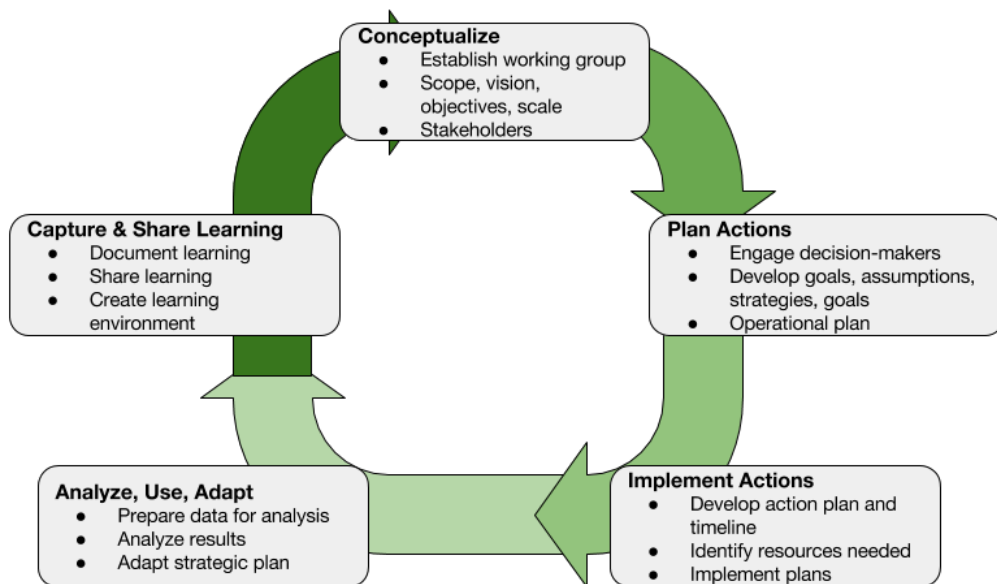 Conceptualize
● Establish working group
● Scope, vision,
objectives, scale
● Stakeholders
Plan Actions
● Engage decision-makers
● Develop goals, assumptions,
strategies, goals
● Operational plan
Implement Actions
● Develop action plan and
timeline
● Identify resources needed
● Implement plans
Analyze, Use, Adapt
● Prepare data for analysis
● Analyze results
● Adapt strategic plan
Capture & Share Learning
● Document learning
● Share learning
● Create learning
environment